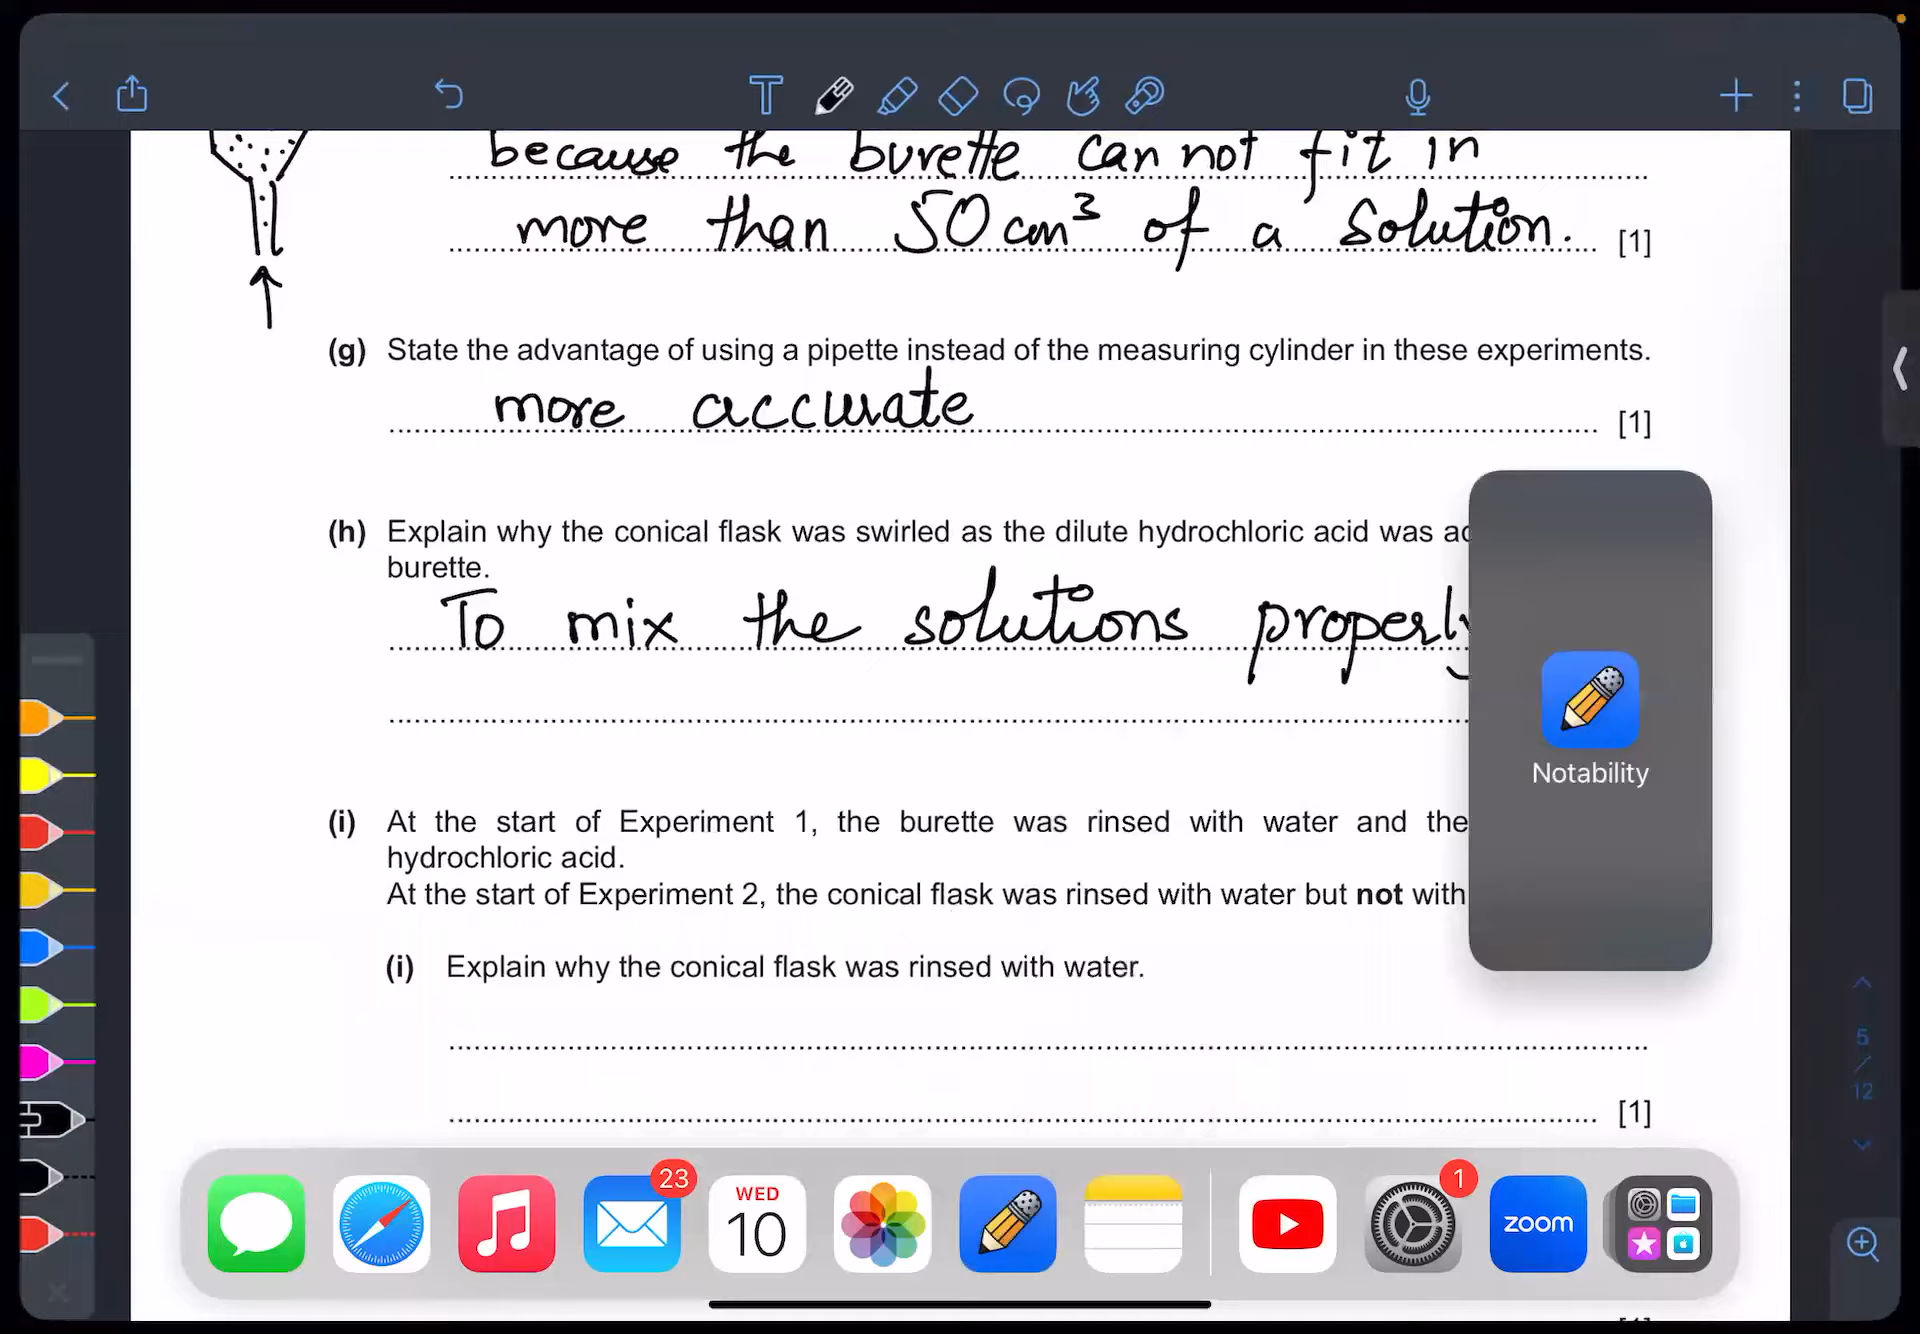 because the burette can not fit in
more than 50 cm³ of a solution. [1]
(g) State the advantage of using a pipette instead of the measuring cylinder in these experiments.
more accurate [1]
(h) Explain why the conical flask was swirled as the dilute hydrochloric acid was
burette.
To mix the solutions properly
Notability
(i) At the start of Experiment 1, the burette was rinsed with water and the
hydrochloric acid.
At the start of Experiment 2, the conical flask was rinsed with water but not with
(i) Explain why the conical flask was rinsed with water.
[1]
5
/
12
23
WED
10
1
zoom